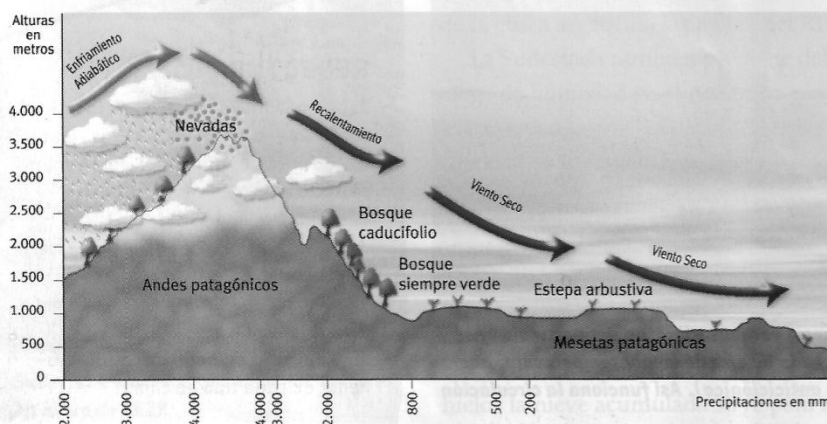 Alturas
en
metros
Enfriamiento
Adiabático
4.000
3.500
3.000
2.500
2.000
1.500
1.000
500
0
Nevadas
Recalentamiento
Viento Seco
Viento Seco
Bosque
caducifolio
Bosque
siempre verde
Estepa arbustiva
Andes patagónicos
Mesetas patagónicas
2.000
3.000
4.000
4.000
3.000
2.000
800
500
200
Precipitaciones en mm